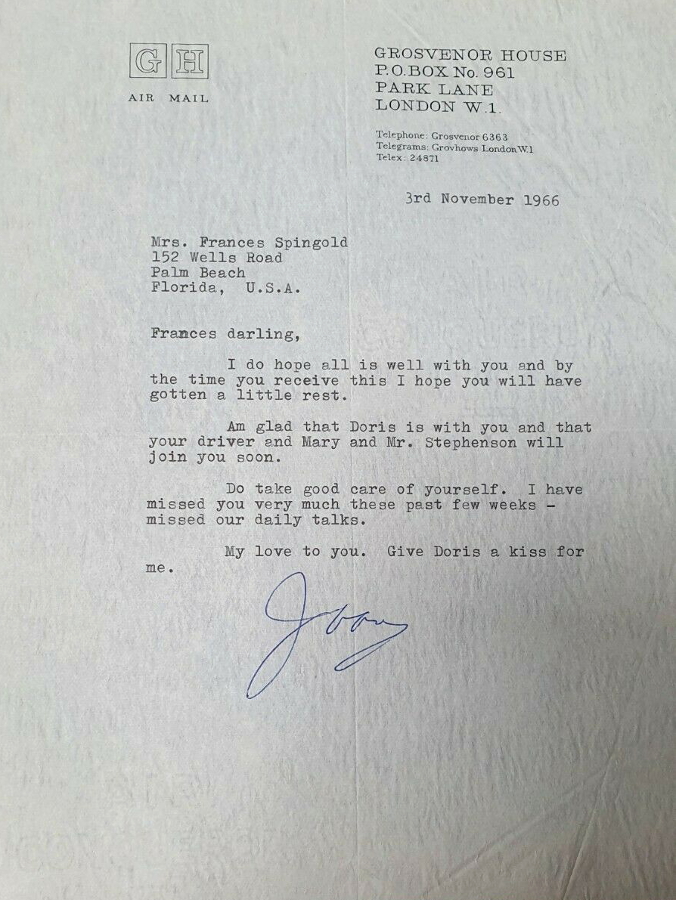 GH
AIR MAIL
GROSVENOR HOUSE
P.O.BOX No. 961
PARK LANE
LONDON W.1.
Telephone: Grosvenor 6363
Telegrams: Grovhows London W.1
Telex: 24871
3rd November 1966
Mrs. Frances Spingold
152 Wells Road
Palm Beach
Florida, U.S.A.
Frances darling,
I do hope all is well with you and by
the time you receive this I hope you will have
gotten a little rest.
Am glad that Doris is with you and that
your driver and Mary and Mr. Stephenson will
join you soon.
Do take good care of yourself. I have
missed you very much these past few weeks -
missed our daily talks.
My love to you. Give Doris a kiss for
me.
Joan